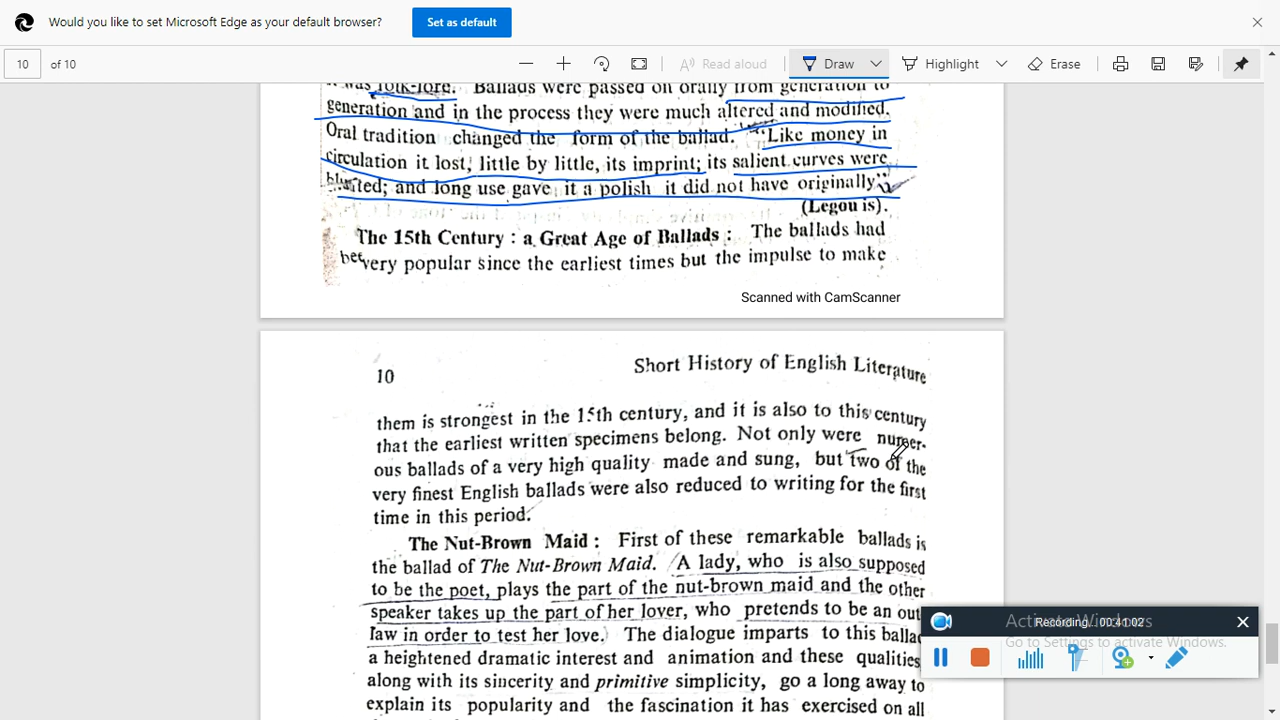 Would you like to set Microsoft Edge as your default browser? Set as default
10 of 10 Read aloud Draw Highlight Erase
folk-lore. Ballads were passed on orally from generation to
generation and in the process they were much altered and modified.
Oral tradition changed the form of the ballad. "Like money in
circulation it lost, little by little, its imprint; its salient curves were
blunted; and long use gave it a polish it did not have originally"
(Legouis).
The 15th Century : a Great Age of Ballads : The ballads had
very popular since the earliest times but the impulse to make
Scanned with CamScanner
10 Short History of English Literature
them is strongest in the 15th century, and it is also to this century
that the earliest written specimens belong. Not only were numer-
ous ballads of a very high quality made and sung, but two of the
very finest English ballads were also reduced to writing for the first
time in this period.
The Nut-Brown Maid : First of these remarkable ballads is
the ballad of The Nut-Brown Maid. A lady, who is also supposed
to be the poet, plays the part of the nut-brown maid and the other
speaker takes up the part of her lover, who pretends to be an out
law in order to test her love. The dialogue imparts to this balla
a heightened dramatic interest and animation and these qualities
along with its sincerity and primitive simplicity, go a long away to
explain its popularity and the fascination it has exercised on all
Activate Windows
Go to Settings to activate Windows.
Recording... 00:41:02